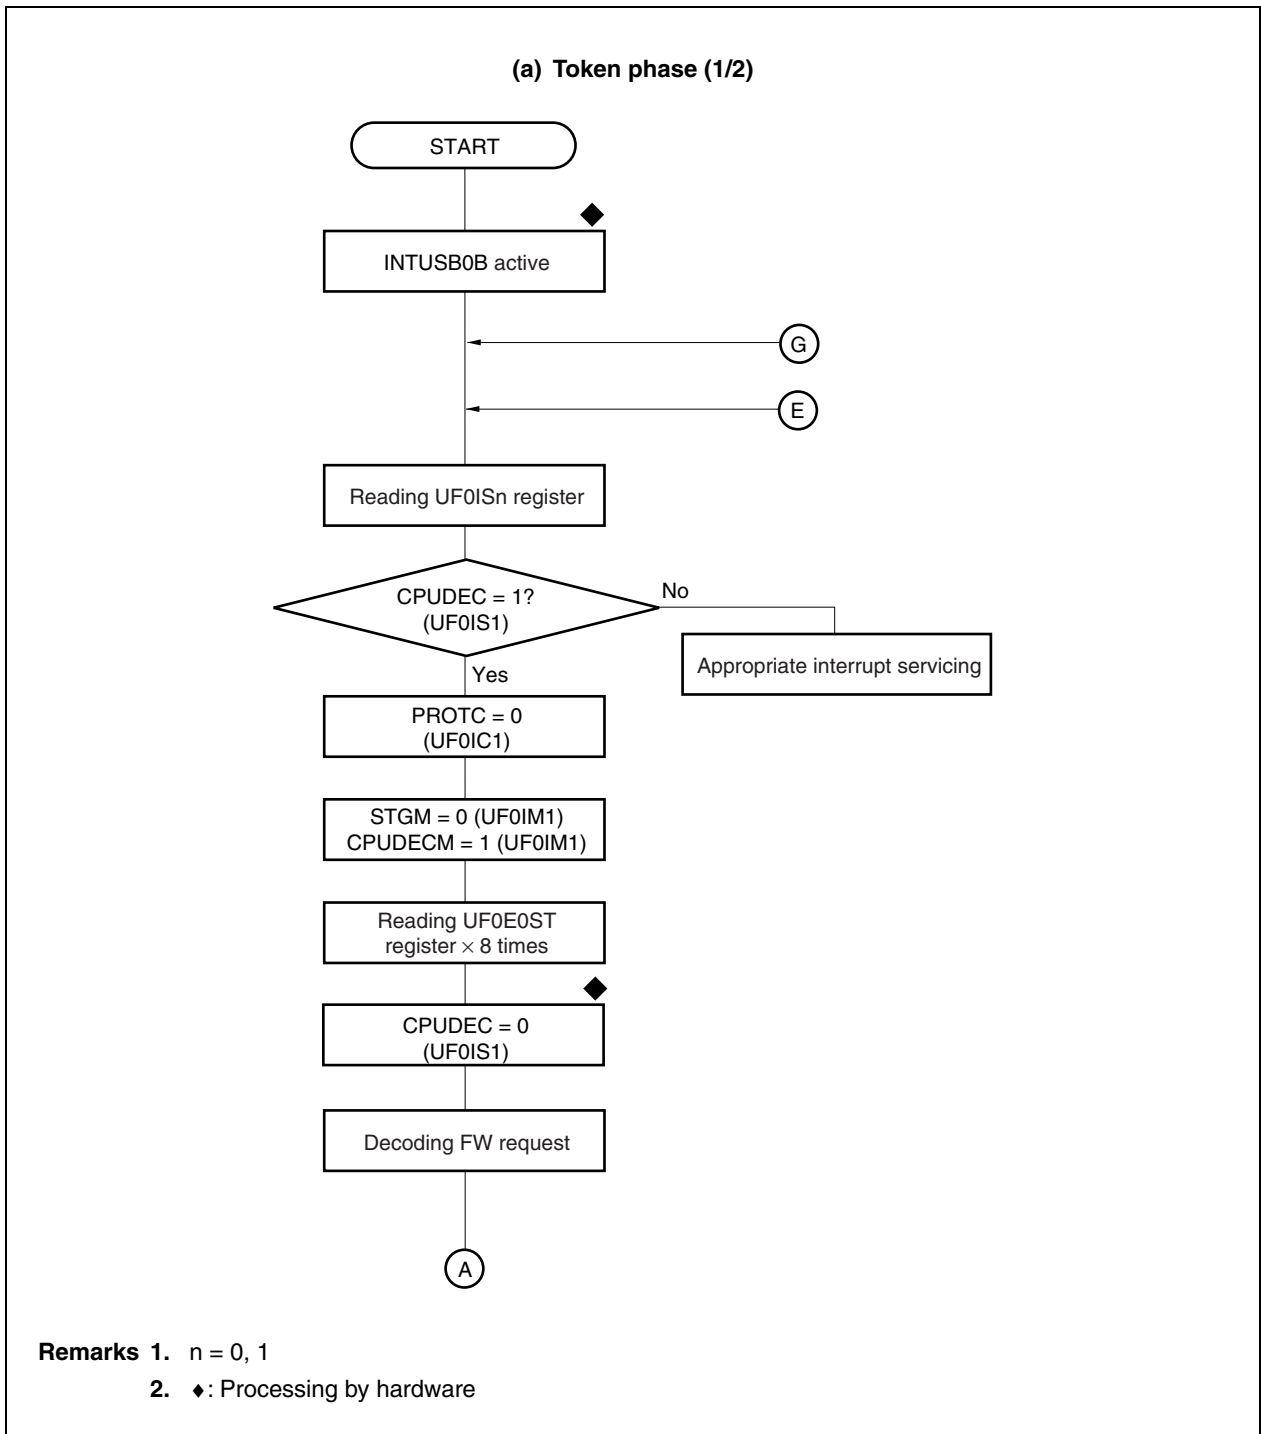 (a) Token phase (1/2)
START
◆
INTUSB0B active
G
E
Reading UF0ISn register
CPUDEC = 1?
(UF0IS1)
No
Appropriate interrupt servicing
Yes
PROTC = 0
(UF0IC1)
STGM = 0 (UF0IM1)
CPUDECM = 1 (UF0IM1)
Reading UF0E0ST
register × 8 times
◆
CPUDEC = 0
(UF0IS1)
Decoding FW request
A
Remarks 1. n = 0, 1
2. ♦: Processing by hardware